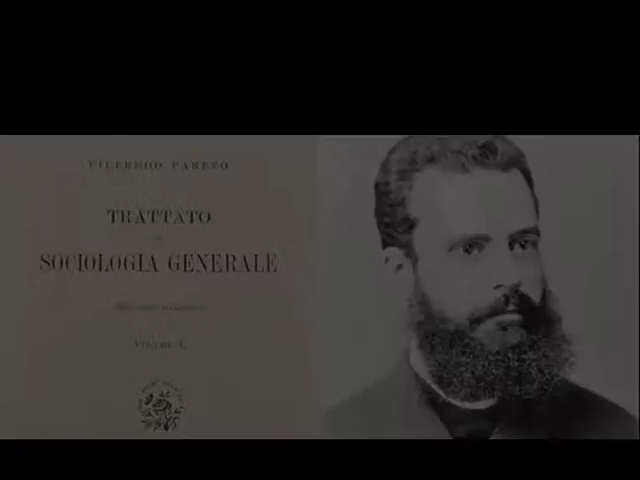 VILFREDO PARETO
TRATTATO
SOCIOLOGIA GENERALE
VOLUME I.